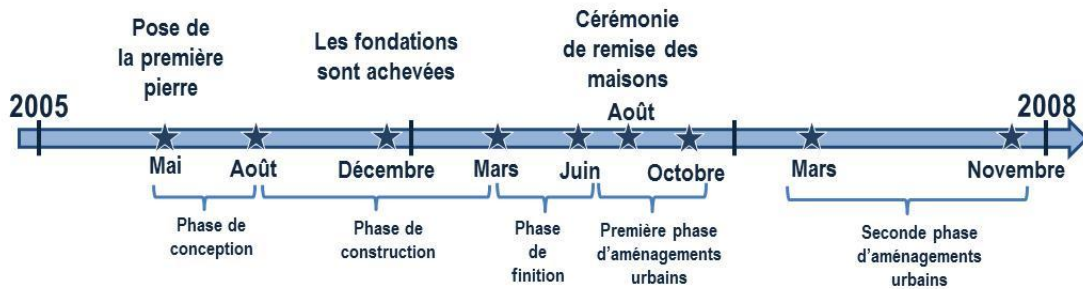 Pose de
la première
pierre
Les fondations
sont achevées
Cérémonie
de remise des
maisons
Août
2005
2008
Mai
Août
Décembre
Mars
Juin
Octobre
Mars
Novembre
Phase de
conception
Phase de
construction
Phase
de
finition
Première phase
d'aménagements
urbains
Seconde phase
d'aménagements
urbains